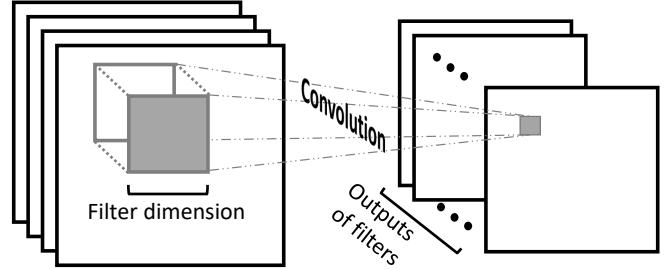 Filter dimension
Convolution
Outputs
of filters